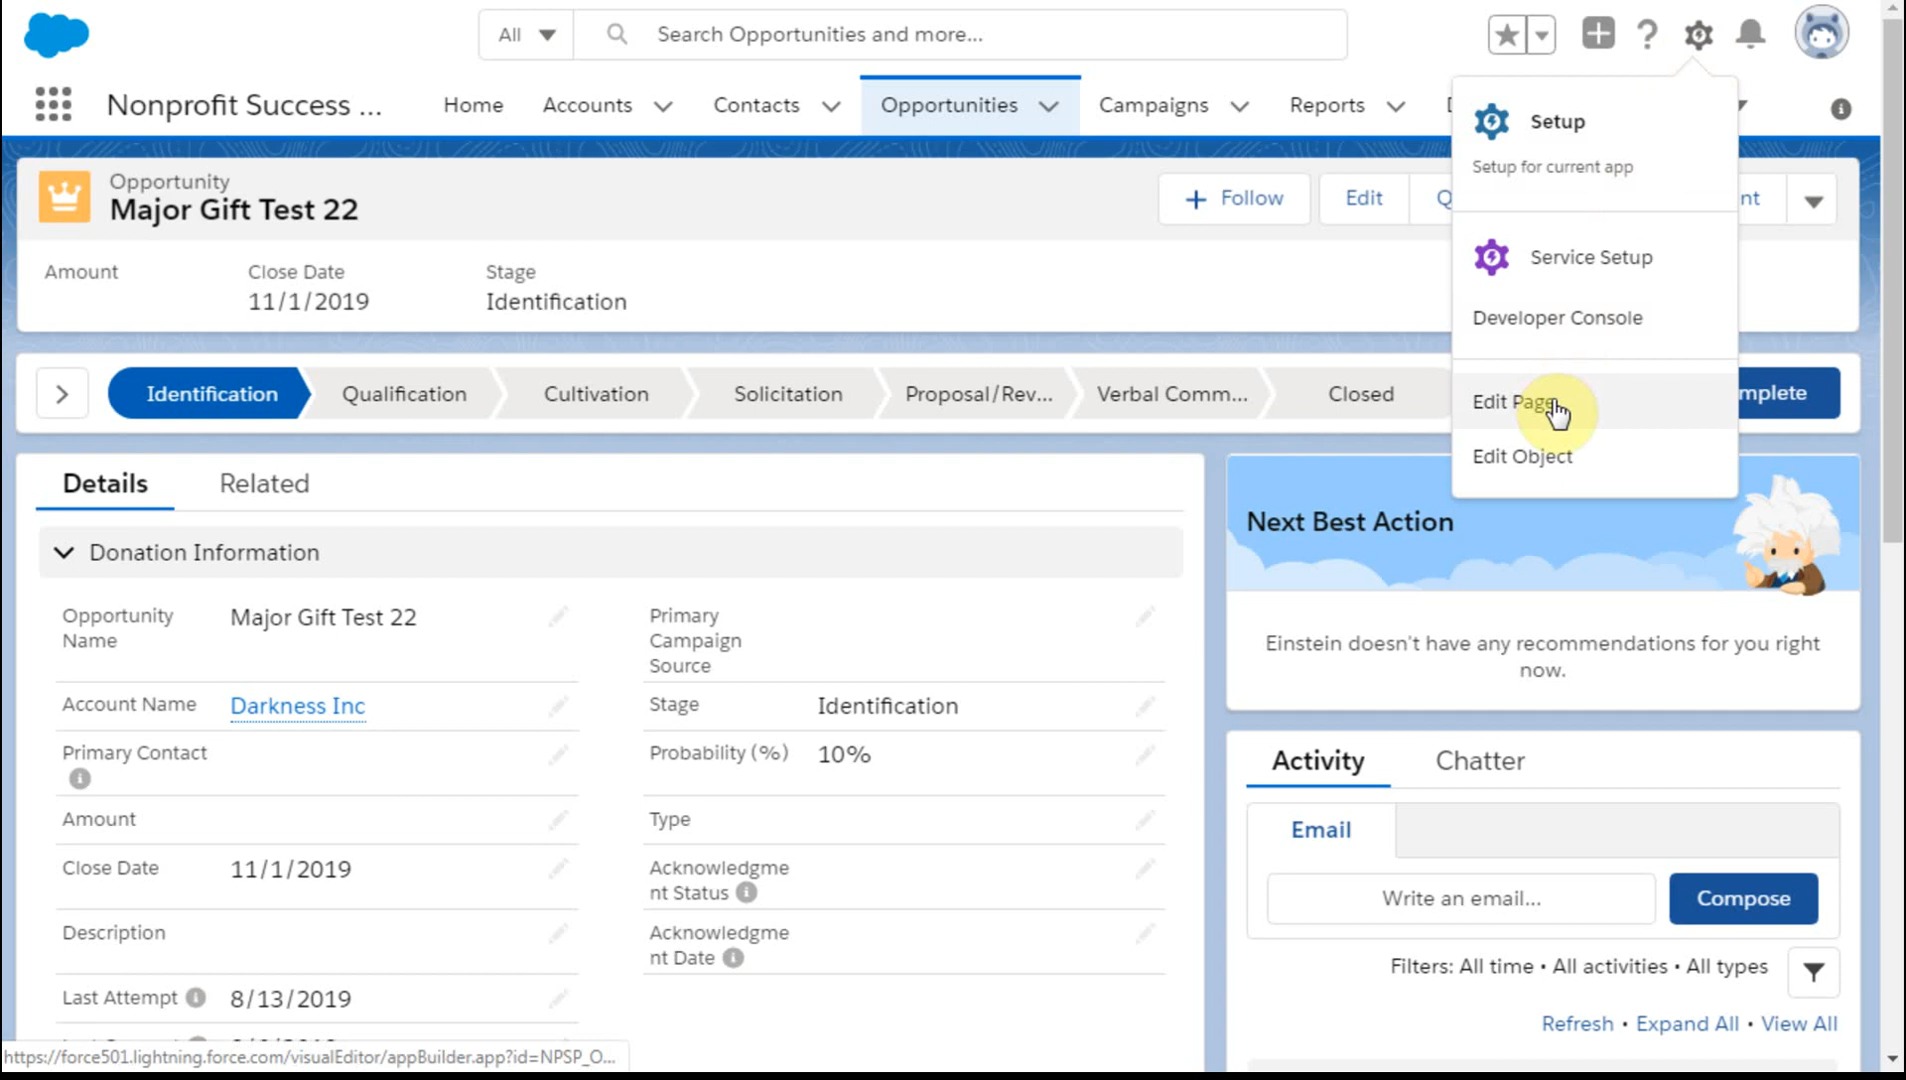 All
Search Opportunities and more...
Nonprofit Success ...
Home
Accounts
Contacts
Opportunities
Campaigns
Reports
Setup
Setup for current app
Service Setup
Developer Console
Edit Page
Edit Object
Opportunity
Major Gift Test 22
+ Follow
Edit
nt
Amount
Close Date
11/1/2019
Stage
Identification
Identification
Qualification
Cultivation
Solicitation
Proposal/Rev...
Verbal Comm...
Closed
mplete
Details
Related
Donation Information
Opportunity
Name
Major Gift Test 22
Primary
Campaign
Source
Account Name
Darkness Inc
Stage
Identification
Primary Contact
Probability (%)
10%
Amount
Type
Close Date
11/1/2019
Acknowledgme
nt Status
Description
Acknowledgme
nt Date
Last Attempt
8/13/2019
Next Best Action
Einstein doesn't have any recommendations for you right
now.
Activity
Chatter
Email
Write an email...
Compose
Filters: All time • All activities • All types
Refresh • Expand All • View All
https://force501.lightning.force.com/visualEditor/appBuilder.app?id=NPSP_O...